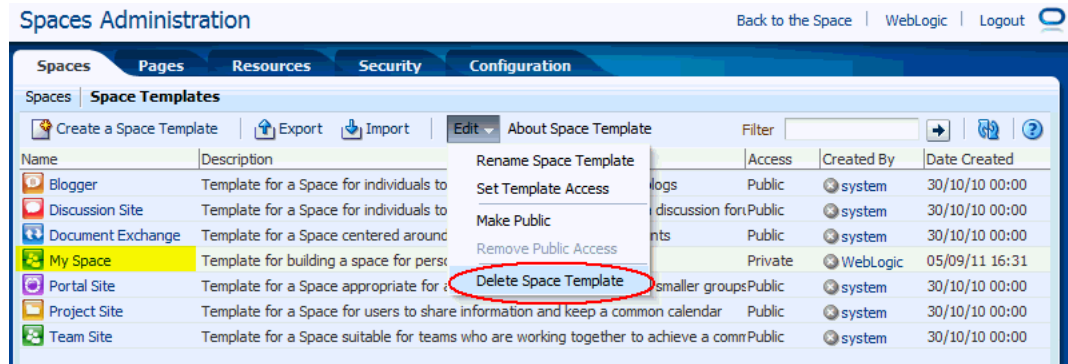 Spaces Administration Back to the Space WebLogic Logout
Spaces Pages Resources Security Configuration
Spaces Space Templates
Create a Space Template Export Import Edit About Space Template Filter
Name Description Access Created By Date Created
Blogger Template for a Space for individuals to logs Public system 30/10/10 00:00
Discussion Site Template for a Space for individuals to discussion foru Public system 30/10/10 00:00
Document Exchange Template for a Space centered around nts Public system 30/10/10 00:00
My Space Template for building a space for perso Private WebLogic 05/09/11 16:31
Portal Site Template for a Space appropriate for a smaller groups Public system 30/10/10 00:00
Project Site Template for a Space for users to share information and keep a common calendar Public system 30/10/10 00:00
Team Site Template for a Space suitable for teams who are working together to achieve a comm Public system 30/10/10 00:00
Rename Space Template
Set Template Access
Make Public
Remove Public Access
Delete Space Template